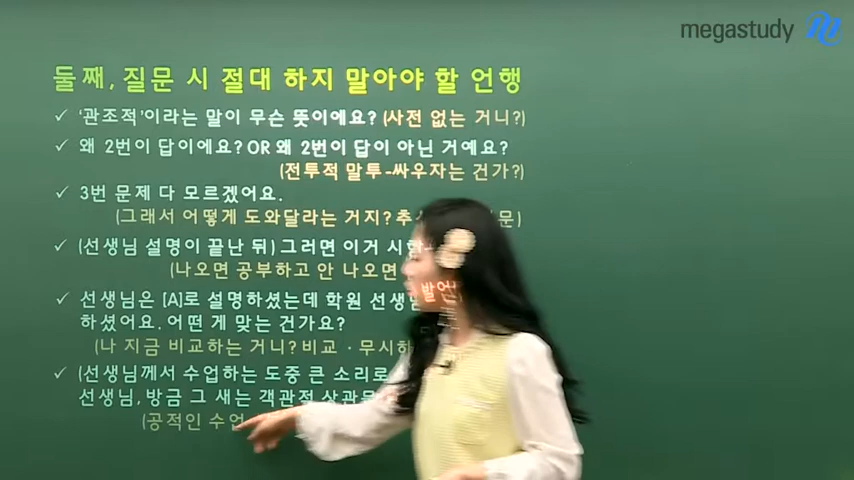 megastudy
둘째, 질문 시 절대 하지 말아야 할 언행
✓ '관조적'이라는 말이 무슨 뜻이에요? (사전 없는 거니?)
✓ 왜 2번이 답이에요? OR 왜 2번이 답이 아닌 거예요?
(전투적 말투-싸우자는 건가?)
✓ 3번 문제 다 모르겠어요.
(그래서 어떻게 도와달라는 거지?
✓ (선생님 설명이 끝난 뒤) 그러면 이거
(나오면 공부하고 안 나오면
발언
✓ 선생님은 [A]로 설명하셨는데 학원
하셨어요. 어떤 게 맞는 건가요?
(나 지금 비교하는 거니? 비교·무시하
✓ (선생님께서 수업하는 도중 큰 소리로
선생님, 방금 그 새는 객관적 상관물
(공적인 수업